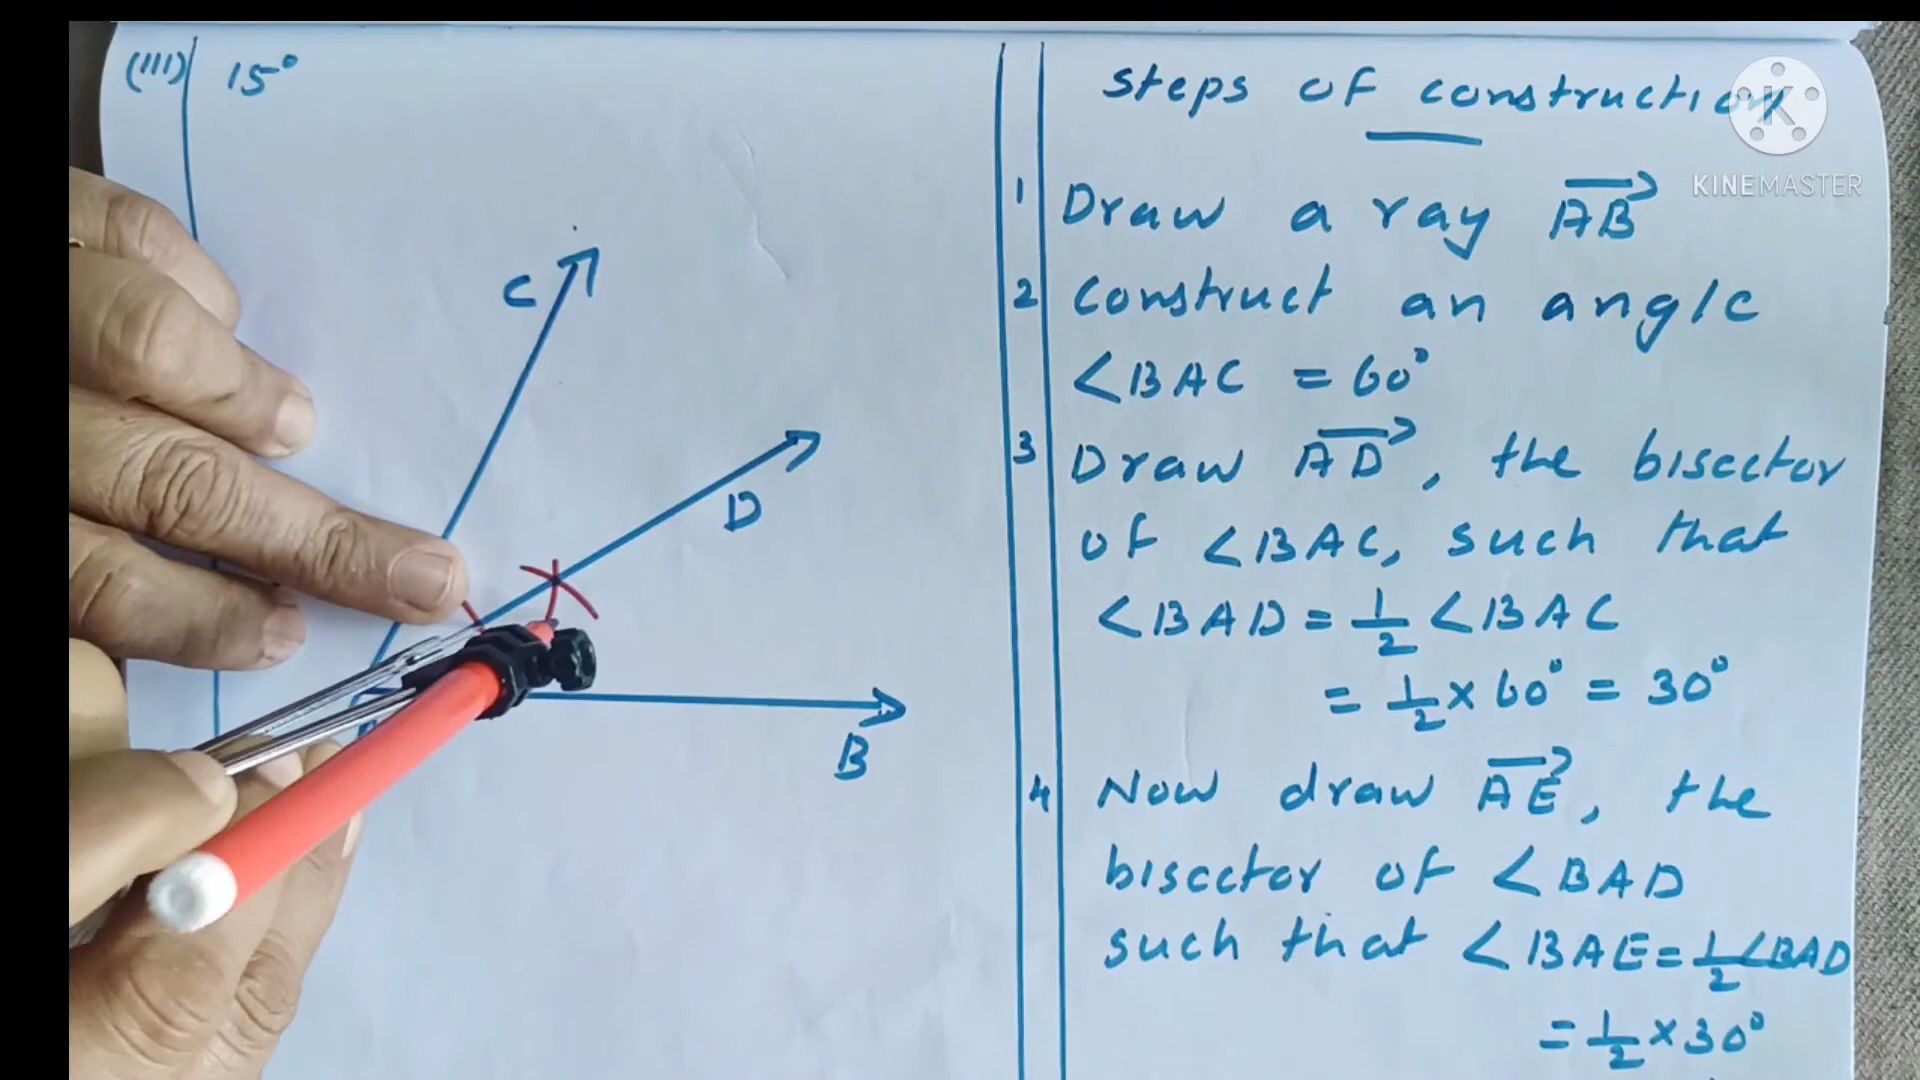 (III) 15°
C
D
B
steps of construction
1 Draw a ray AB
2 construct an angle
∠BAC = 60°
3 Draw AD, the bisector
of ∠BAC, such that
∠BAD = 1/2 ∠BAC
= 1/2 × 60° = 30°
4 Now draw AE, the
bisector of ∠BAD
such that ∠BAE = 1/2 ∠BAD
= 1/2 × 30°
K
KINEMASTER